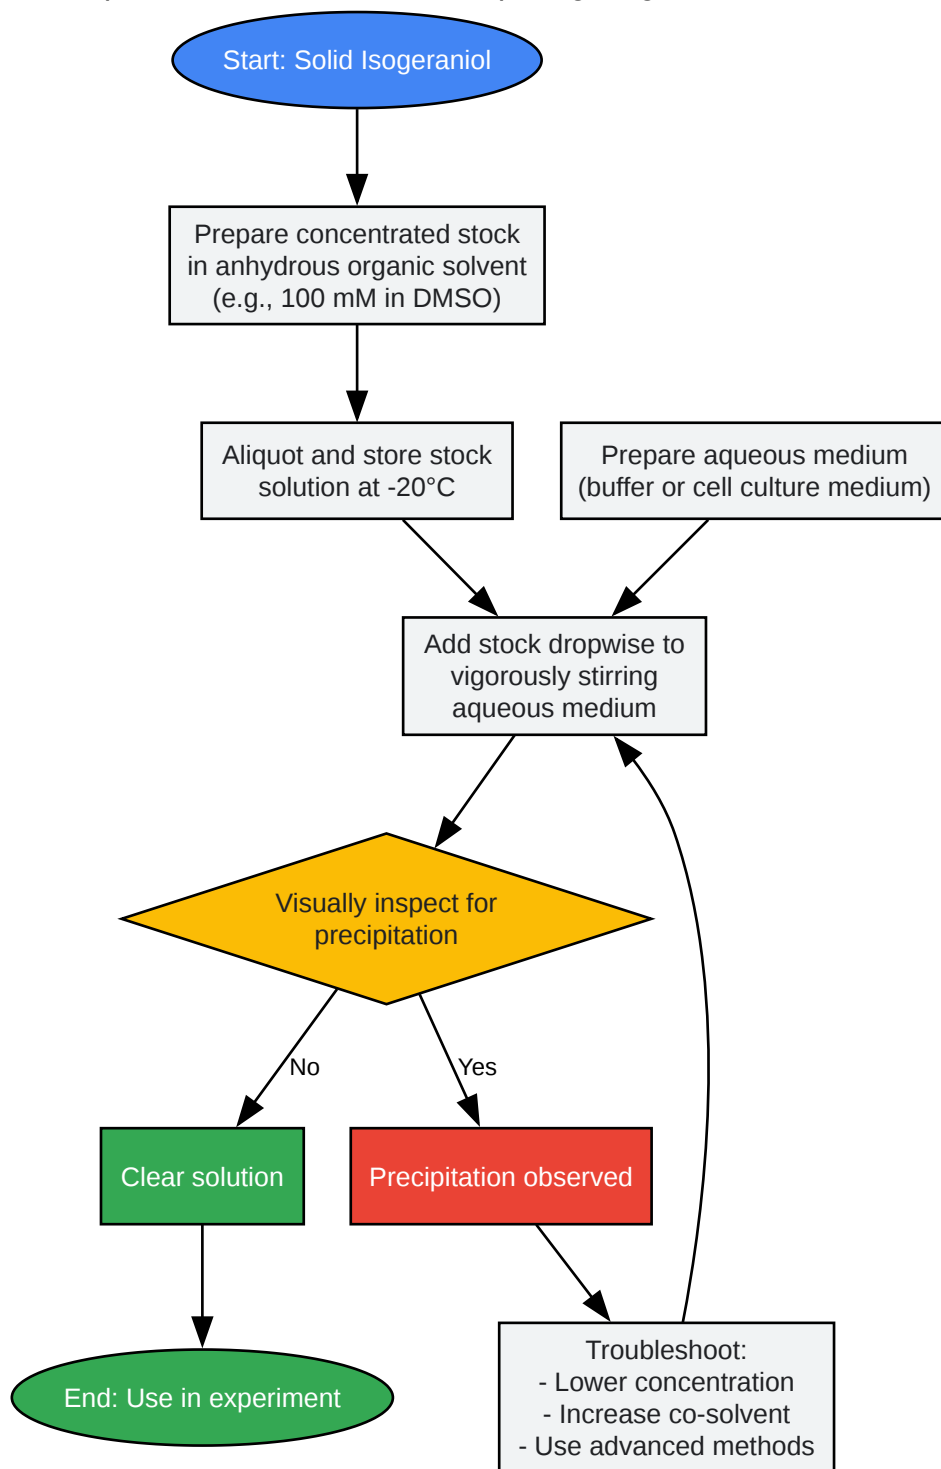 Start: Solid Isogeraniol
Prepare concentrated stock
in anhydrous organic solvent
(e.g., 100 mM in DMSO)
Aliquot and store stock
solution at -20°C
Prepare aqueous medium
(buffer or cell culture medium)
Add stock dropwise to
vigorously stirring
aqueous medium
Visually inspect for
precipitation
No
Yes
Clear solution
Precipitation observed
End: Use in experiment
Troubleshoot:
- Lower concentration
- Increase co-solvent
- Use advanced methods